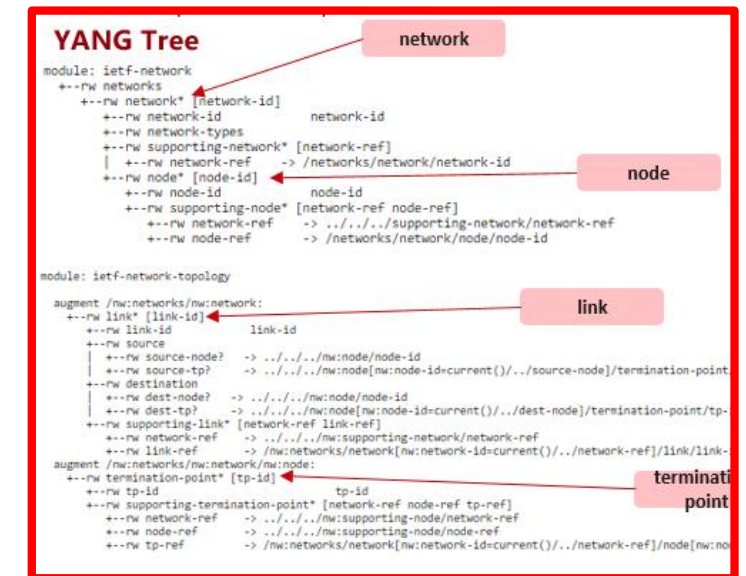 YANG Tree
network
module: ietf-network
+--rw networks
+--rw network* [network-id]
+--rw network-id network-id
+--rw network-types
+--rw supporting-network* [network-ref]
| +--rw network-ref -> /networks/network/network-id
+--rw node* [node-id]
node
+--rw node-id node-id
+--rw supporting-node* [network-ref node-ref]
+--rw network-ref -> ../../../supporting-network/network-ref
+--rw node-ref -> /networks/network/node/node-id
module: ietf-network-topology
augment /nw:networks/nw:network:
link
+--rw link* [link-id]
+--rw link-id link-id
+--rw source
| +--rw source-node? -> ../../../nw:node/node-id
| +--rw source-tp? -> ../../../nw:node[nw:node-id=current()/../source-node]/termination-point/
+--rw destination
| +--rw dest-node? -> ../../../nw:node/node-id
| +--rw dest-tp? -> ../../../nw:node[nw:node-id=current()/../dest-node]/termination-point/tp-i
+--rw supporting-link* [network-ref link-ref]
+--rw network-ref -> ../../../nw:supporting-network/network-ref
+--rw link-ref -> /nw:networks/network[nw:network-id=current()/../network-ref]/link/link-
augment /nw:networks/nw:network/nw:node:
+--rw termination-point* [tp-id]
terminati
point
+--rw tp-id tp-id
+--rw supporting-termination-point* [network-ref node-ref tp-ref]
+--rw network-ref -> ../../../nw:supporting-node/network-ref
+--rw node-ref -> ../../../nw:supporting-node/node-ref
+--rw tp-ref -> /nw:networks/network[nw:network-id=current()/../network-ref]/node[nw:no